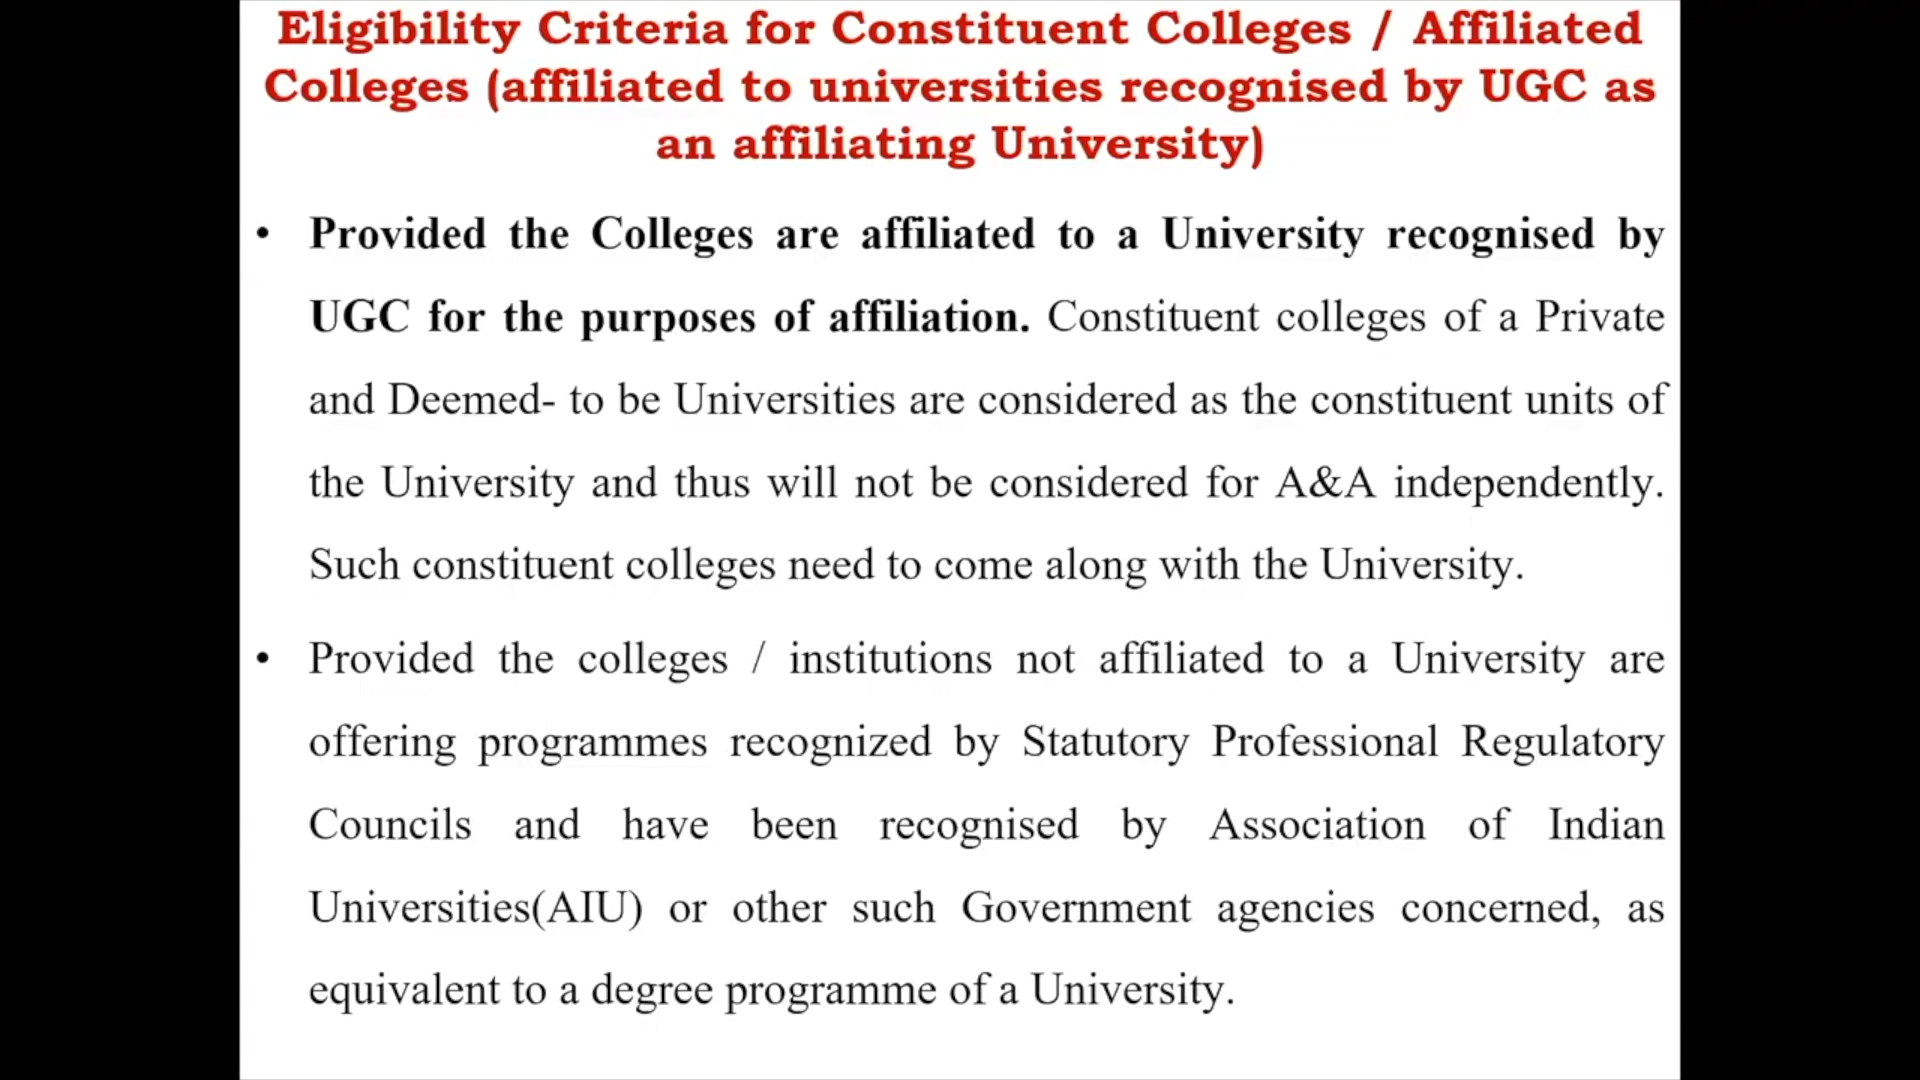 Eligibility Criteria for Constituent Colleges / Affiliated
Colleges (affiliated to universities recognised by UGC as
an affiliating University)
• Provided the Colleges are affiliated to a University recognised by
UGC for the purposes of affiliation. Constituent colleges of a Private
and Deemed- to be Universities are considered as the constituent units of
the University and thus will not be considered for A&A independently.
Such constituent colleges need to come along with the University.
• Provided the colleges / institutions not affiliated to a University are
offering programmes recognized by Statutory Professional Regulatory
Councils and have been recognised by Association of Indian
Universities(AIU) or other such Government agencies concerned, as
equivalent to a degree programme of a University.